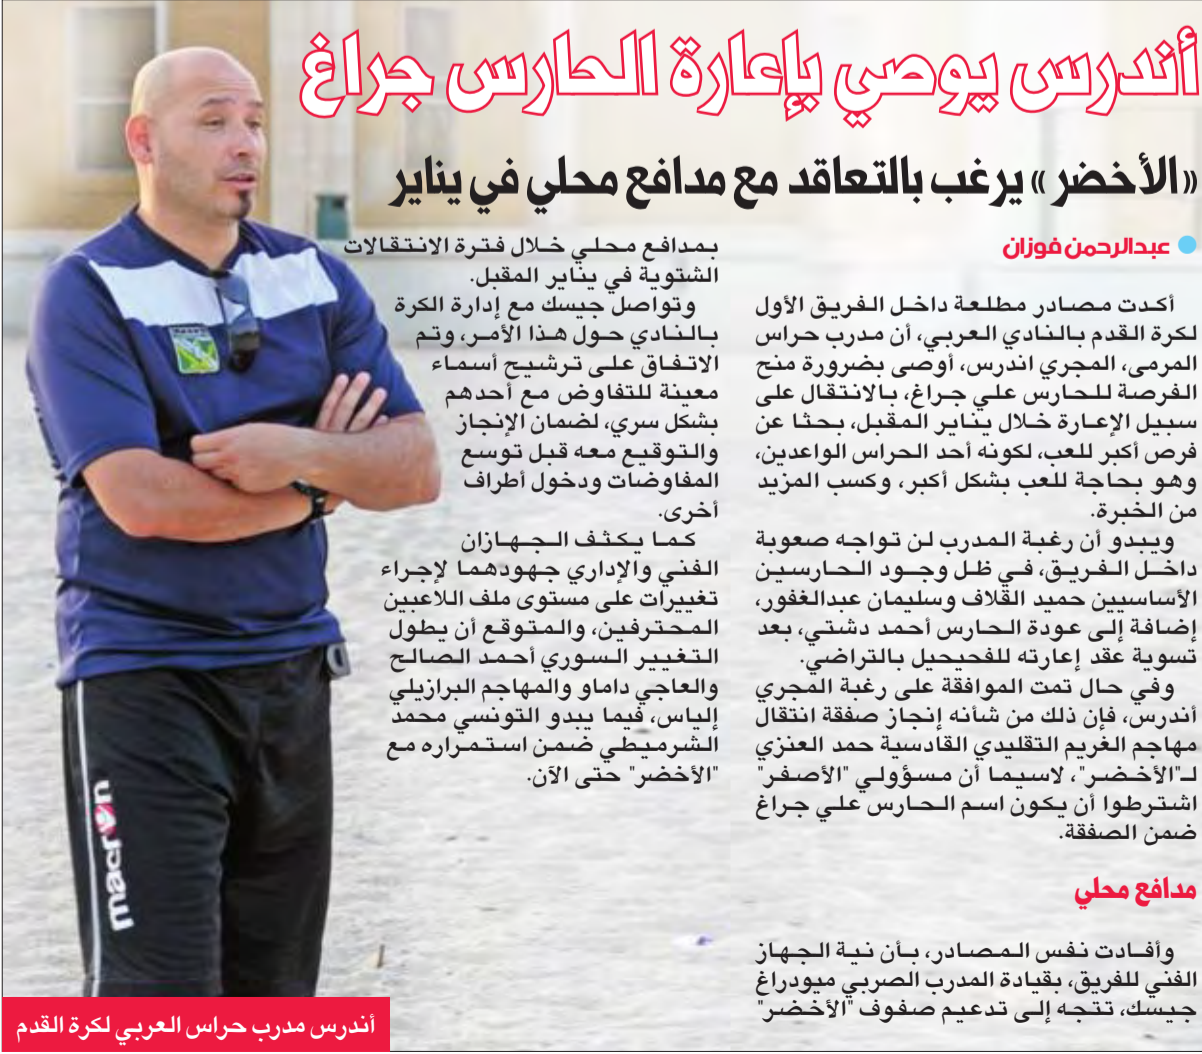 أندرس يوصي بإعارة الحارس جراغ
«الأخضر» يرغب بالتعاقد مع مدافع محلي في يناير
● عبدالرحمن فوزان
أكدت مصادر مطلعة داخل الفريق الأول
لكرة القدم بالنادي العربي، أن مدرب حراس
المرمى، المجري اندرس، أوصى بضرورة منح
الفرصة للحارس علي جراغ، بالانتقال على
سبيل الإعارة خلال يناير المقبل، بحثا عن
فرص أكبر للعب، لكونه أحد الحراس الواعدين،
وهو بحاجة للعب بشكل أكبر، وكسب المزيد
من الخبرة.
ويبدو أن رغبة المدرب لن تواجه صعوبة
داخل الفريق، في ظل وجود الحارسين
الأساسيين حميد القلاف وسليمان عبدالغفور،
إضافة إلى عودة الحارس أحمد دشتي، بعد
تسوية عقد إعارته للفحيحيل بالتراضي.
وفي حال تمت الموافقة على رغبة المجري
أندرس، فإن ذلك من شأنه إنجاز صفقة انتقال
مهاجم الغريم التقليدي القادسية حمد العنزي
لـ"الأخضر"، لاسيما أن مسؤولي "الأصفر"
اشترطوا أن يكون اسم الحارس علي جراغ
ضمن الصفقة.
مدافع محلي
وأفادت نفس المصادر، بأن نية الجهاز
الفني للفريق، بقيادة المدرب الصربي ميودراغ
جيسك، تتجه إلى تدعيم صفوف "الأخضر"
بمدافع محلي خلال فترة الانتقالات
الشتوية في يناير المقبل.
وتواصل جيسك مع إدارة الكرة
بالنادي حول هذا الأمر، وتم
الاتفاق على ترشيح أسماء
معينة للتفاوض مع أحدهم
بشكل سري، لضمان الإنجاز
والتوقيع معه قبل توسع
المفاوضات ودخول أطراف
أخرى.
كما يكثف الجهازان
الفني والإداري جهودهما لإجراء
تغييرات على مستوى ملف اللاعبين
المحترفين، والمتوقع أن يطول
التغيير السوري أحمد الصالح
والعاجي داماو والمهاجم البرازيلي
إلياس، فيما يبدو التونسي محمد
الشرميطي ضمن استمراره مع
"الأخضر" حتى الآن.
macron
أندرس مدرب حراس العربي لكرة القدم